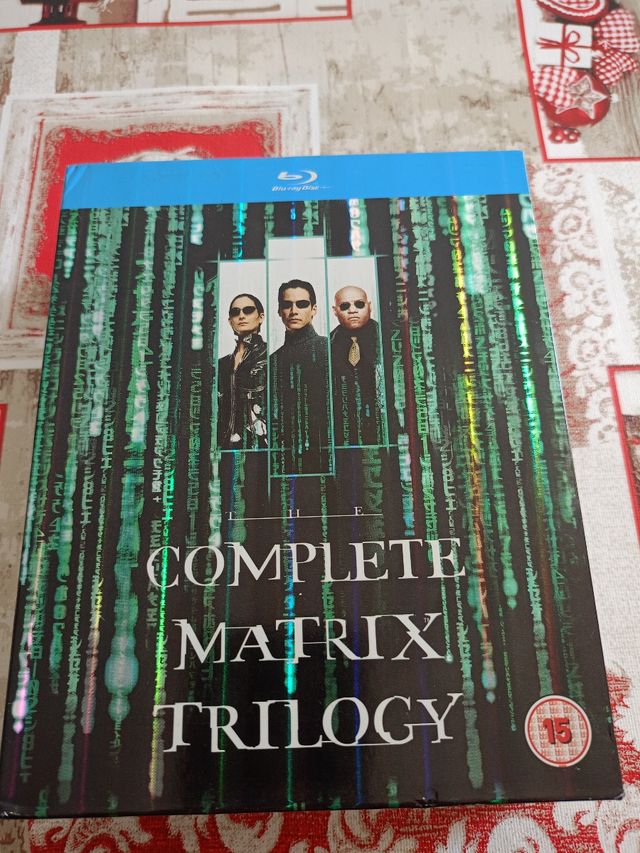 Blu-ray Disc
THE
COMPLETE
MATRIX
TRILOGY
15